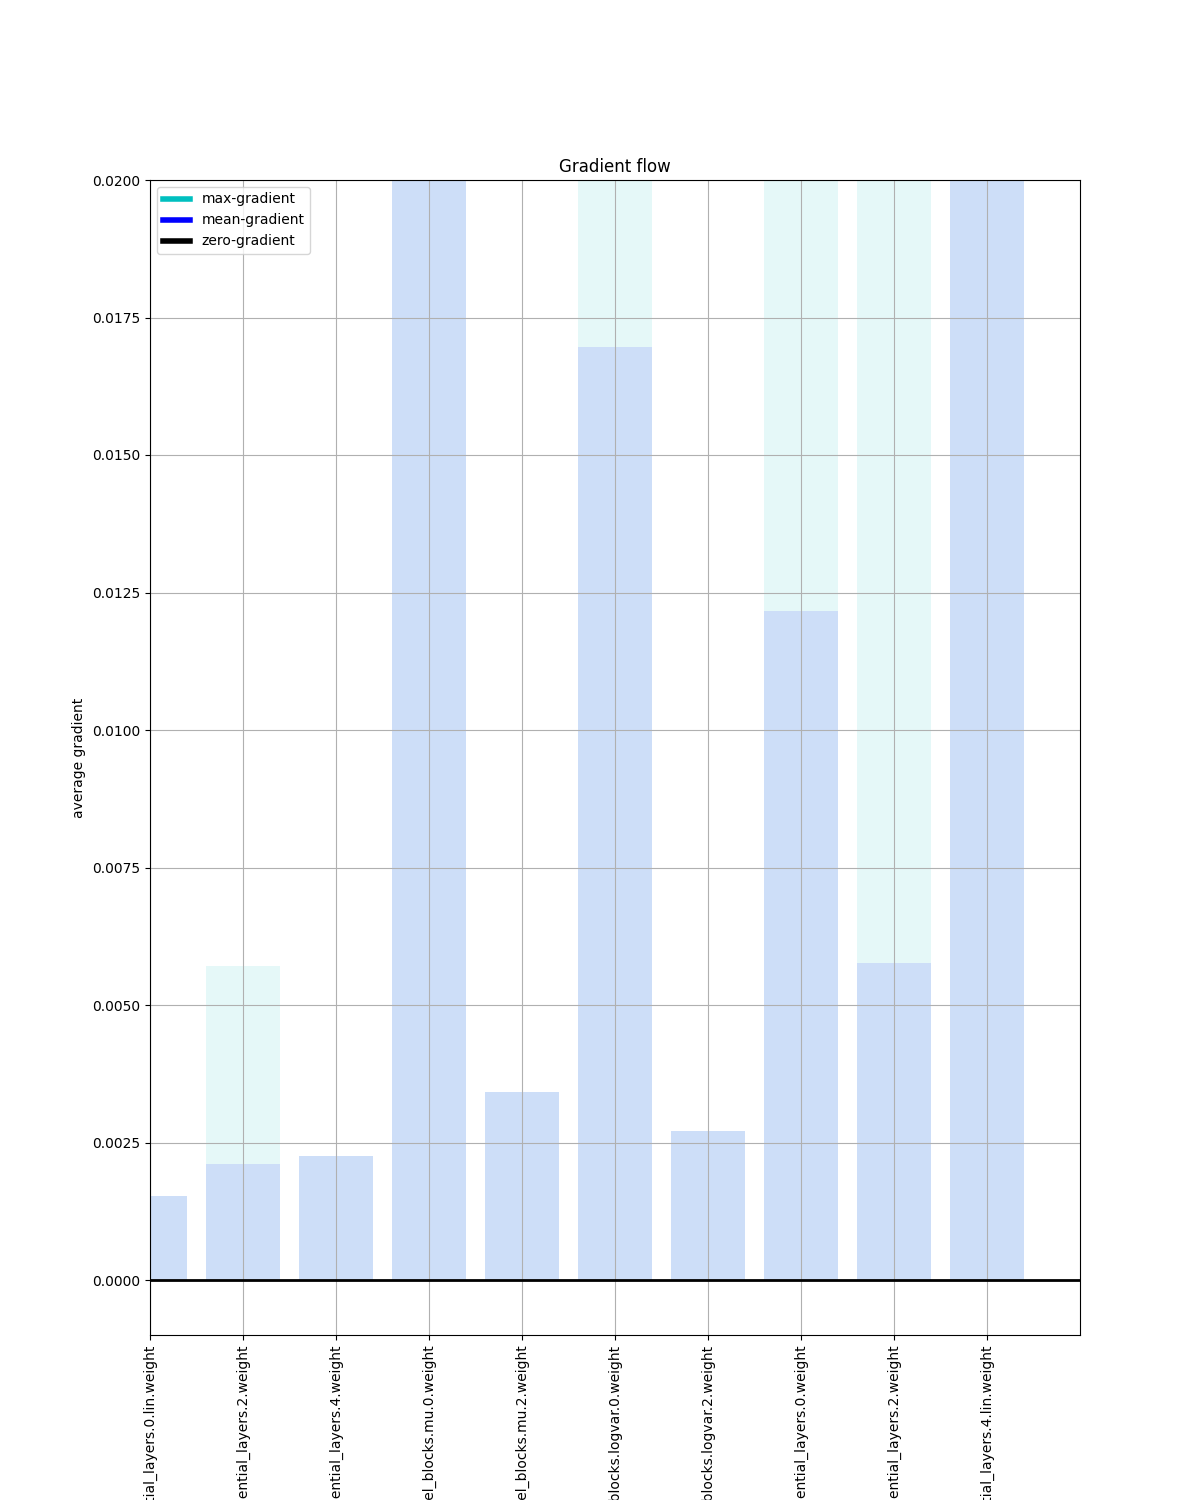 Gradient flow
max-gradient
mean-gradient
zero-gradient
0.0200
0.0175
0.0150
0.0125
0.0100
0.0075
0.0050
0.0025
0.0000
average gradient
tial_layers.0.lin.weight
ential_layers.2.weight
ential_layers.4.weight
el_blocks.mu.0.weight
el_blocks.mu.2.weight
blocks.logvar.0.weight
blocks.logvar.2.weight
ential_layers.0.weight
ential_layers.2.weight
tial_layers.4.lin.weight